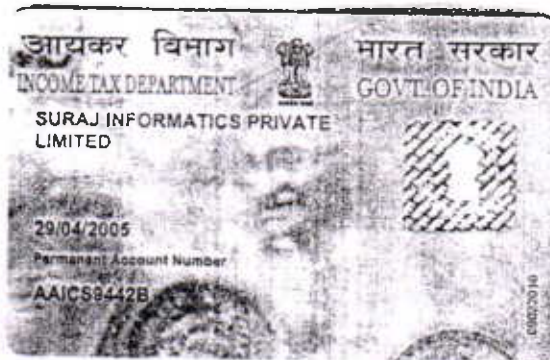 आयकर विभाग
भारत सरकार
INCOME TAX DEPARTMENT
GOVT. OF INDIA
SURAJ INFORMATICS PRIVATE
LIMITED
29/04/2005
Permanent Account Number
AAICS9442B